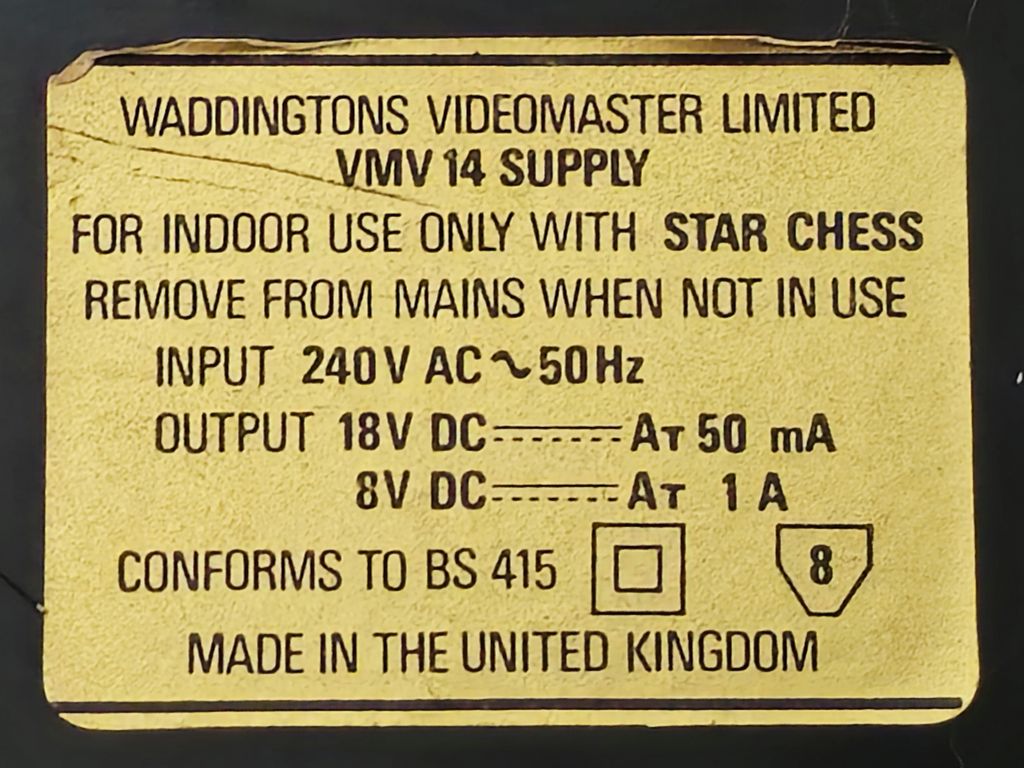 WADDINGTONS VIDEOMASTER LIMITED
VMV 14 SUPPLY
FOR INDOOR USE ONLY WITH STAR CHESS
REMOVE FROM MAINS WHEN NOT IN USE
INPUT 240V AC ~ 50Hz
OUTPUT 18V DC ⎓ AT 50 mA
8V DC ⎓ AT 1 A
CONFORMS TO BS 415 8
MADE IN THE UNITED KINGDOM